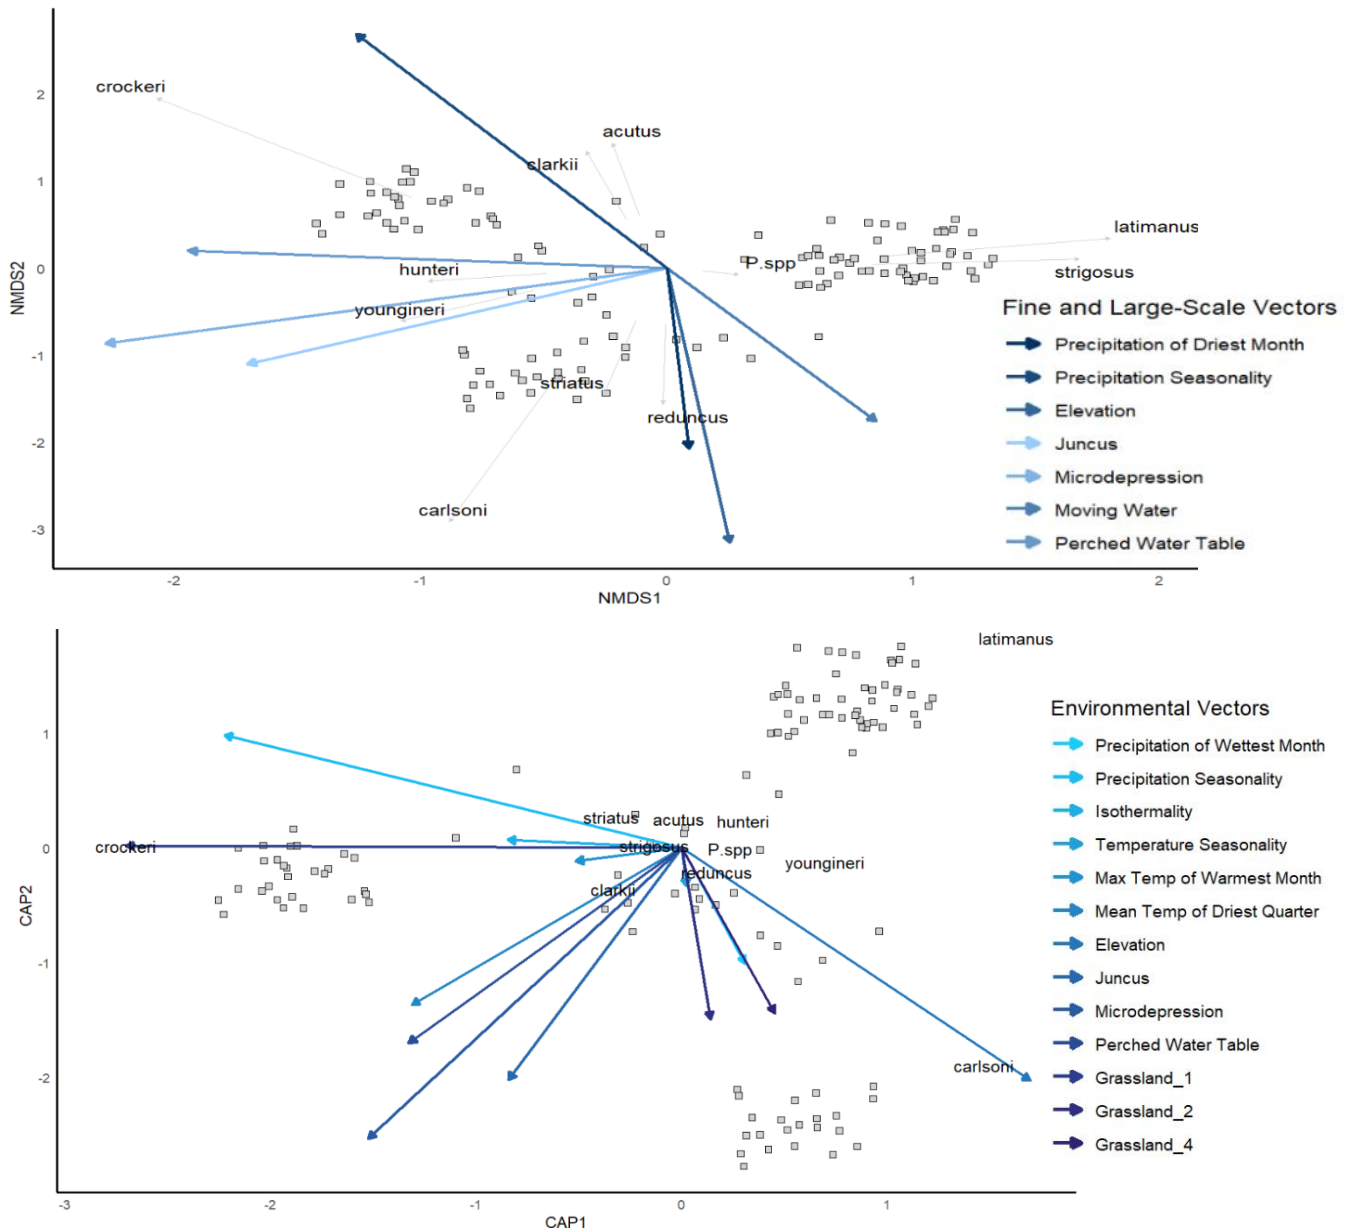 crockeri
acutus
clarkii
latimanus
P.spp
strigosus
hunteri
youngineri
striatus
reduncus
carlsoni
NMDS2
2
1
0
-1
-2
-3
-2
-1
0
1
2
NMDS1
Fine and Large-Scale Vectors
Precipitation of Driest Month
Precipitation Seasonality
Elevation
Juncus
Microdepression
Moving Water
Perched Water Table
latimanus
striatus
acutus
hunteri
crockeri
strigosus
P.spp
youngineri
reduncus
clarkii
carlsoni
CAP2
1
0
-1
-2
-3
-2
-1
0
1
CAP1
Environmental Vectors
Precipitation of Wettest Month
Precipitation Seasonality
Isothermality
Temperature Seasonality
Max Temp of Warmest Month
Mean Temp of Driest Quarter
Elevation
Juncus
Microdepression
Perched Water Table
Grassland_1
Grassland_2
Grassland_4